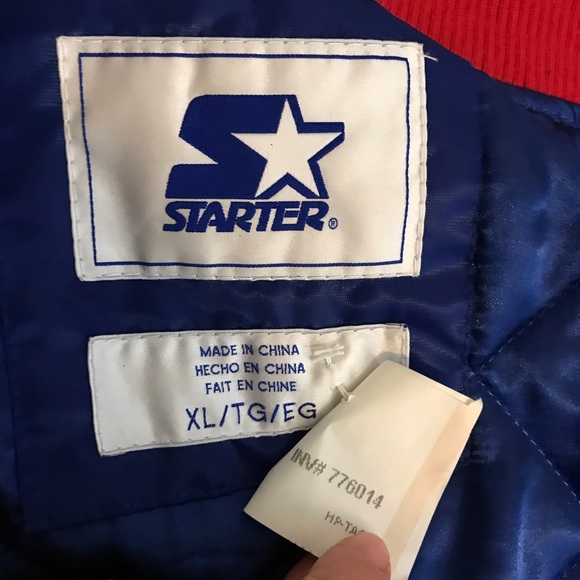 STARTER®
MADE IN CHINA
HECHO EN CHINA
FAIT EN CHINE
XL/TG/EG
INV# 776014